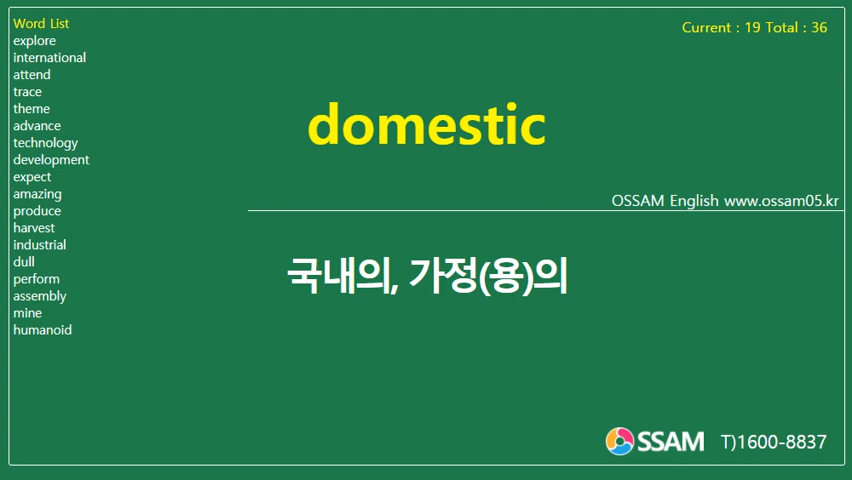 Word List
explore
international
attend
trace
theme
advance
technology
development
expect
amazing
produce
harvest
industrial
dull
perform
assembly
mine
humanoid
Current : 19 Total : 36
domestic
OSSAM English www.ossam05.kr
국내의, 가정(용)의
OSSAM T)1600-8837